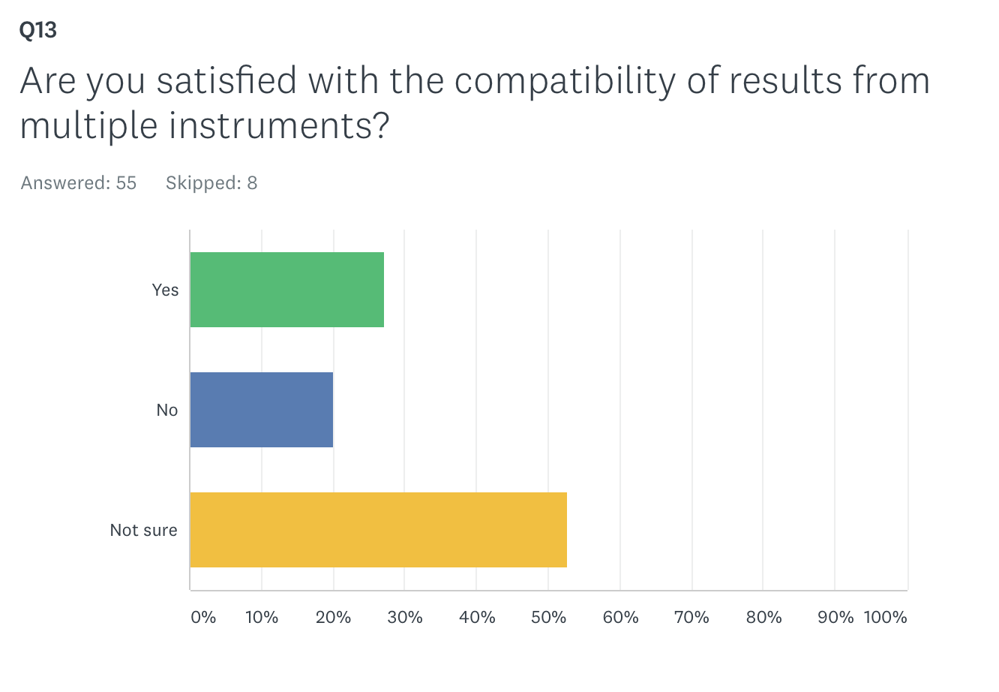 Q13
Are you satisfied with the compatibility of results from
multiple instruments?
Answered: 55 Skipped: 8
Yes
No
Not sure
0% 10% 20% 30% 40% 50% 60% 70% 80% 90% 100%